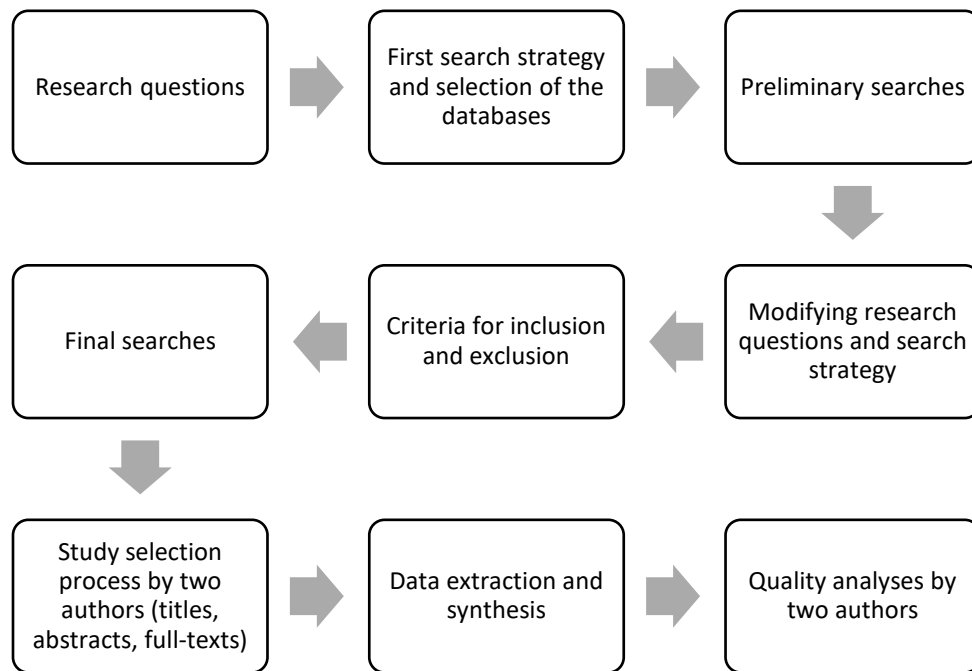 Research questions
First search strategy
and selection of the
databases
Preliminary searches
Final searches
Criteria for inclusion
and exclusion
Modifying research
questions and search
strategy
Study selection
process by two
authors (titles,
abstracts, full-texts)
Data extraction and
synthesis
Quality analyses by
two authors